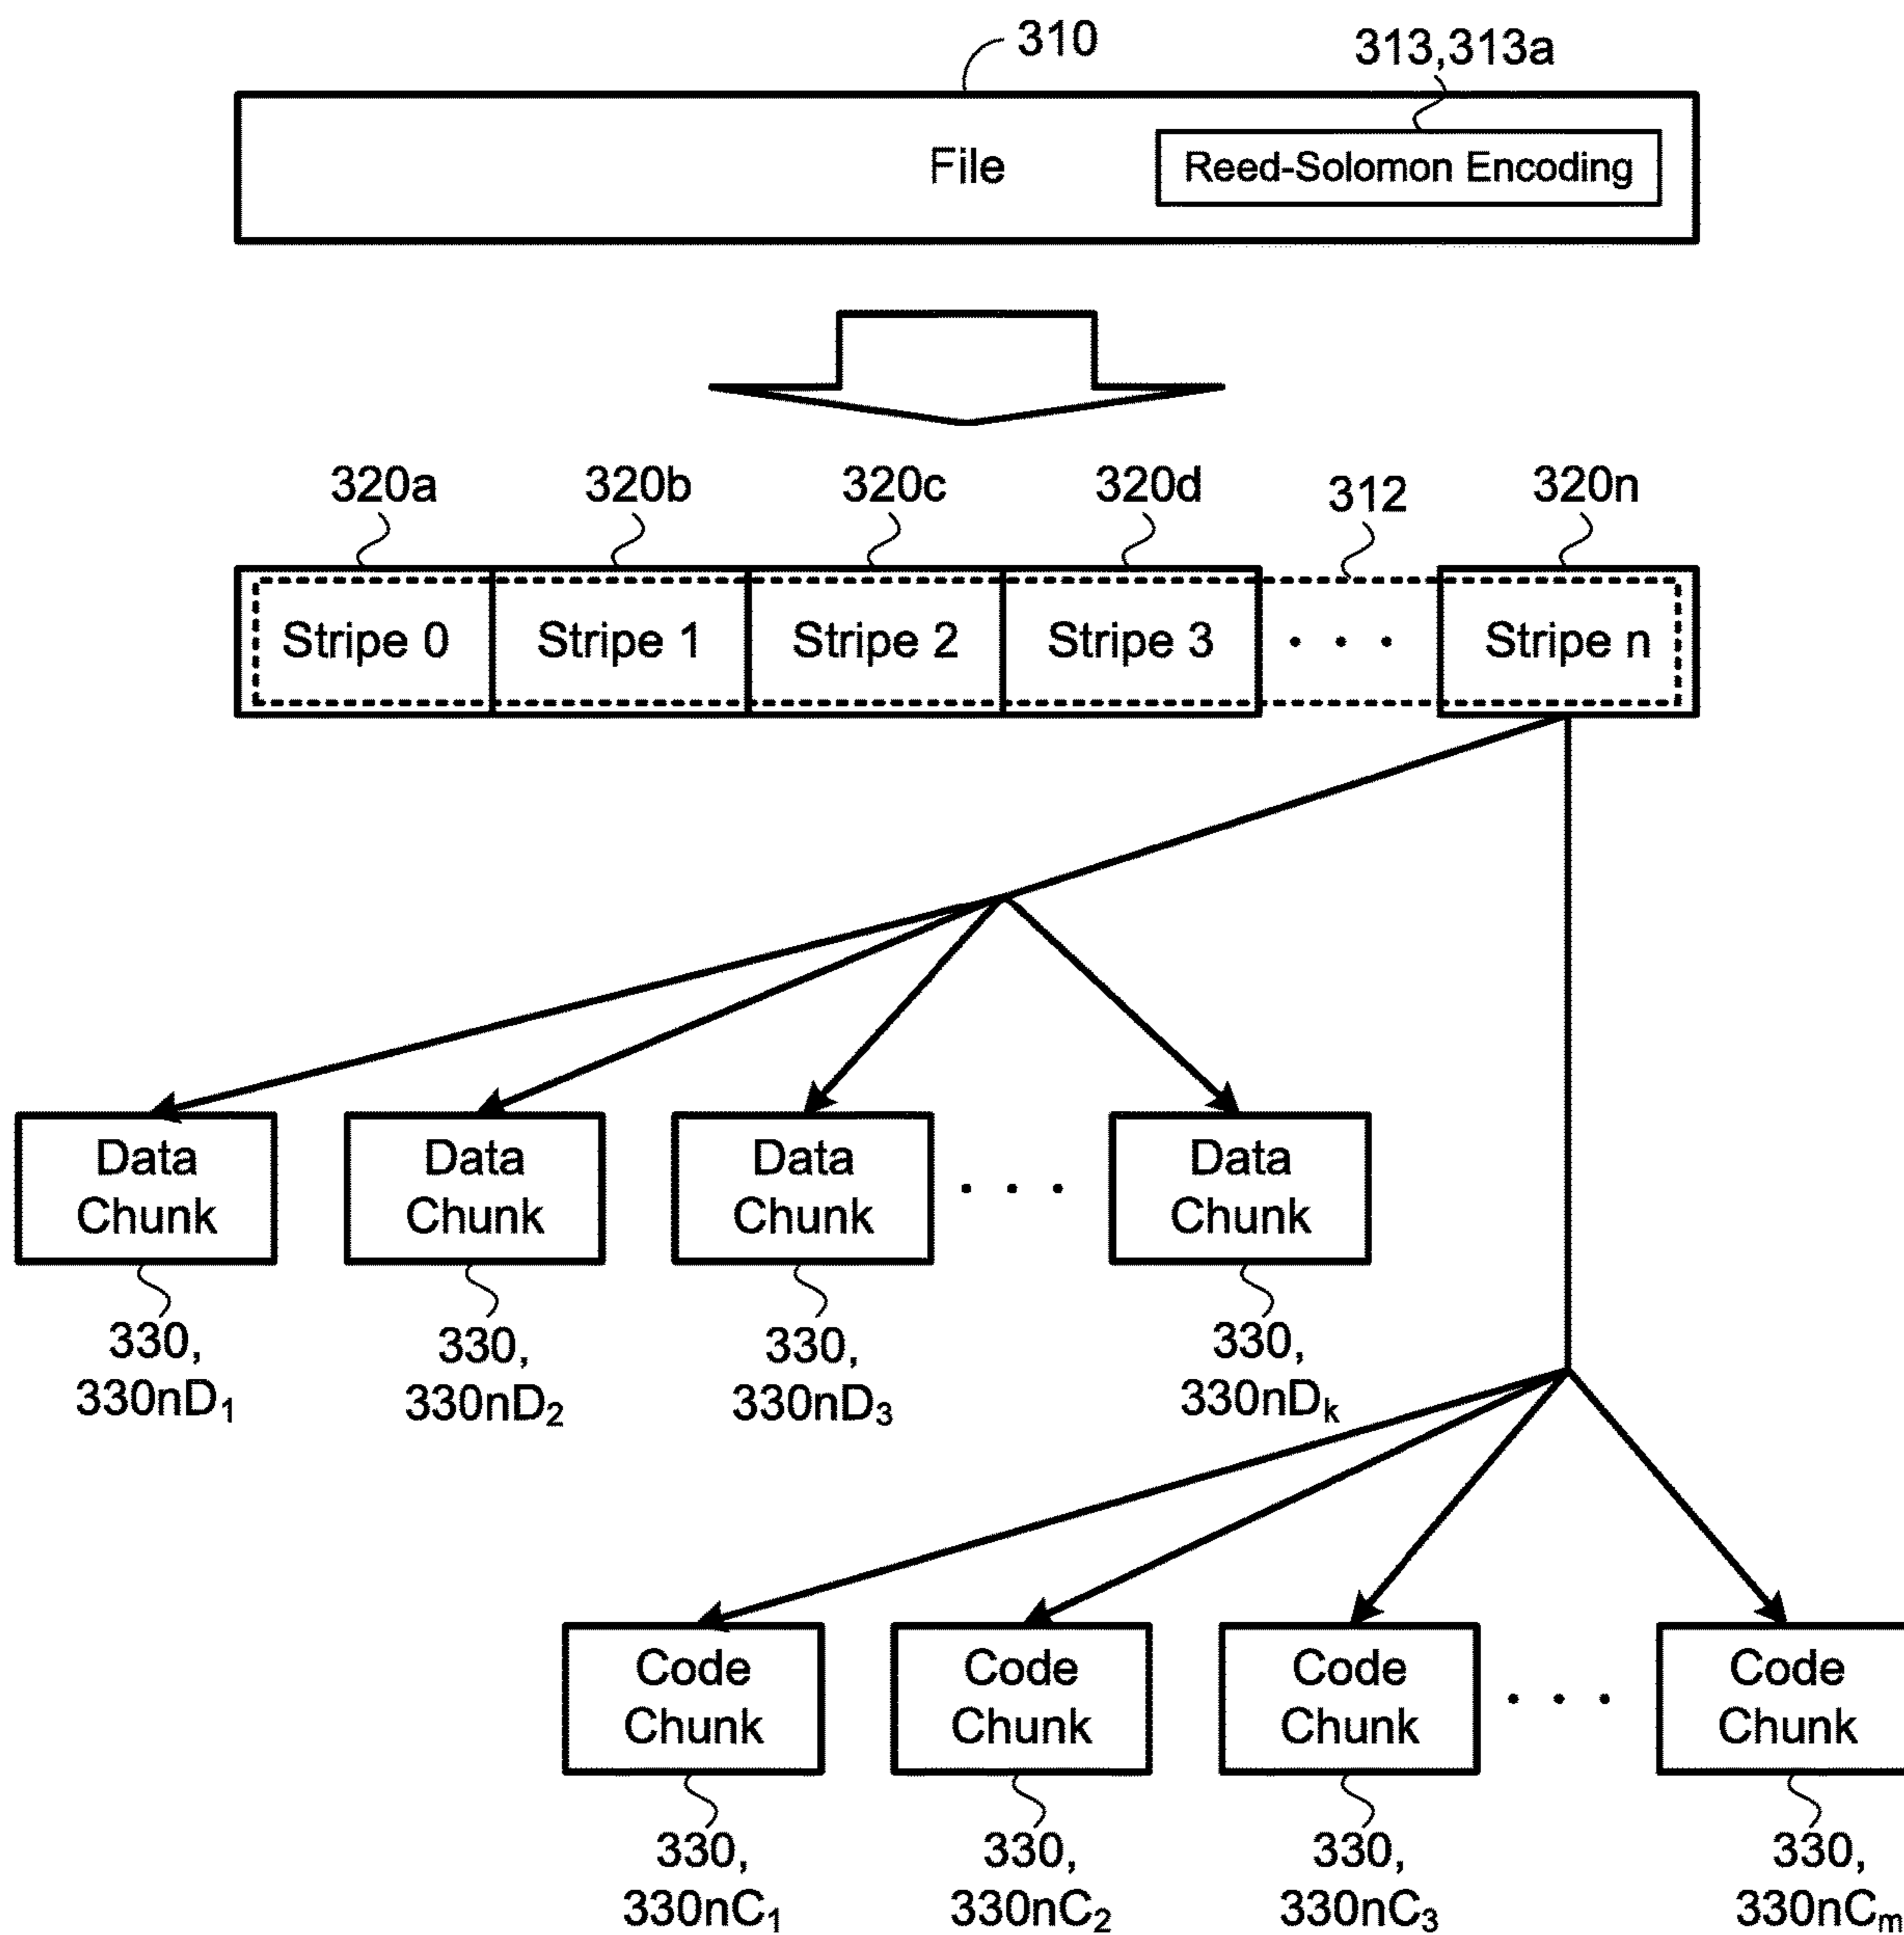 310
313,313a
File
Reed-Solomon Encoding
320a 320b 320c 320d 312 320n
Stripe 0 Stripe 1 Stripe 2 Stripe 3 . . . Stripe n
Data Chunk
Data Chunk
Data Chunk
. . .
Data Chunk
330, 330nD₁
330, 330nD₂
330, 330nD₃
330, 330nDₖ
Code Chunk
Code Chunk
Code Chunk
. . .
Code Chunk
330, 330nC₁
330, 330nC₂
330, 330nC₃
330, 330nCₘ